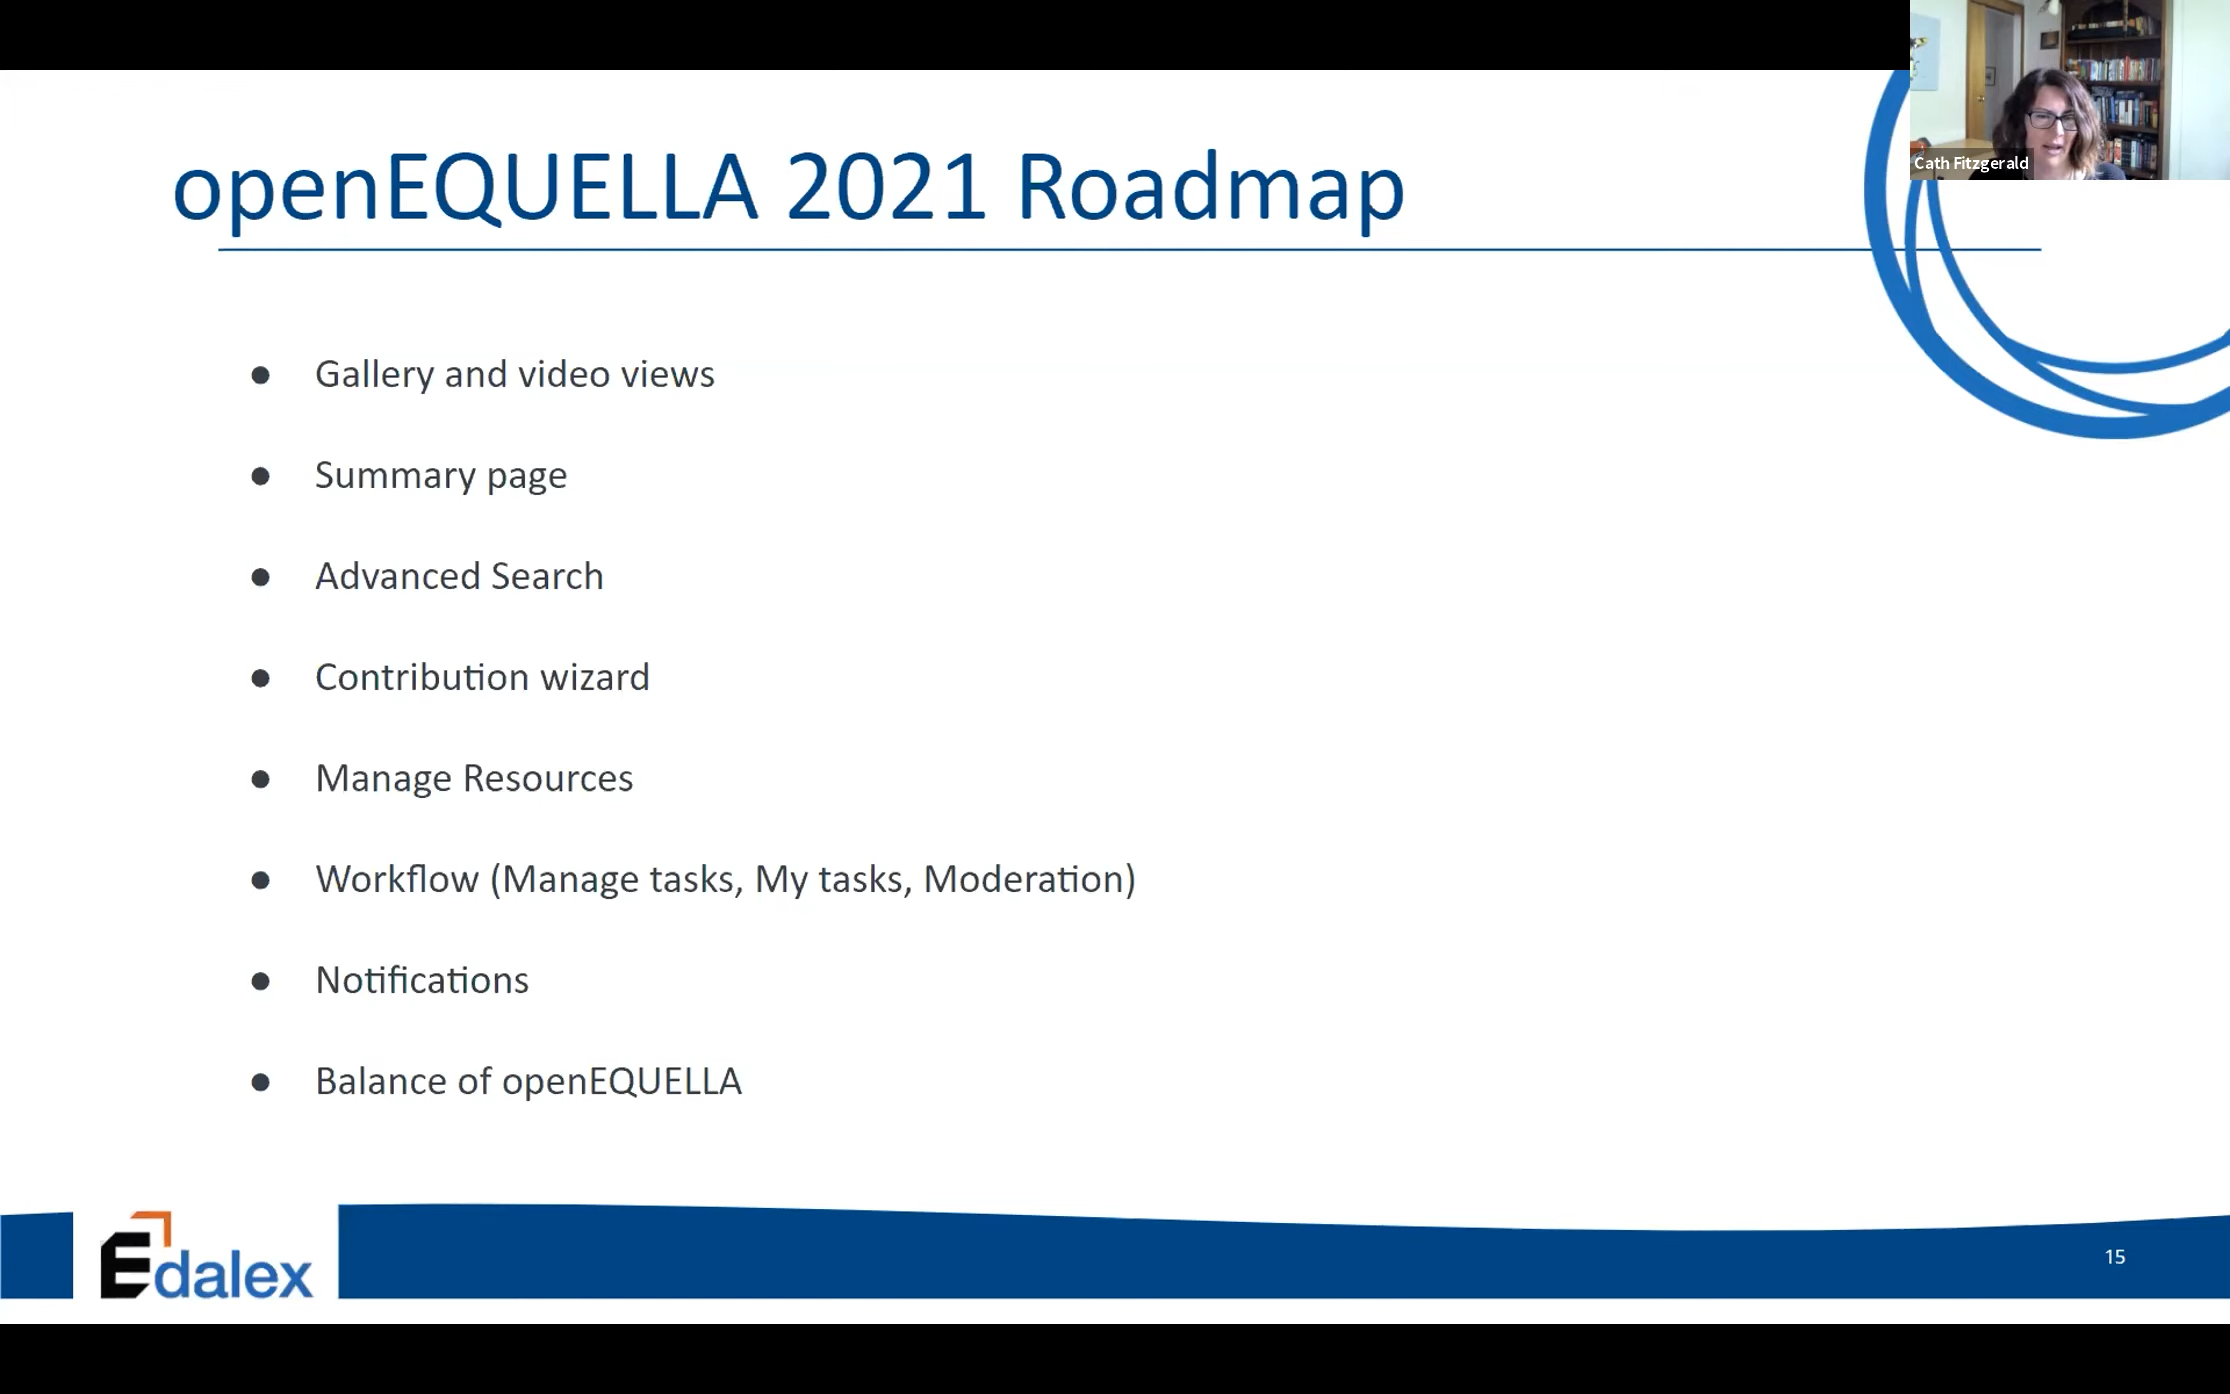 Cath Fitzgerald
openEQUELLA 2021 Roadmap
● Gallery and video views
● Summary page
● Advanced Search
● Contribution wizard
● Manage Resources
● Workflow (Manage tasks, My tasks, Moderation)
● Notifications
● Balance of openEQUELLA
Edalex
15